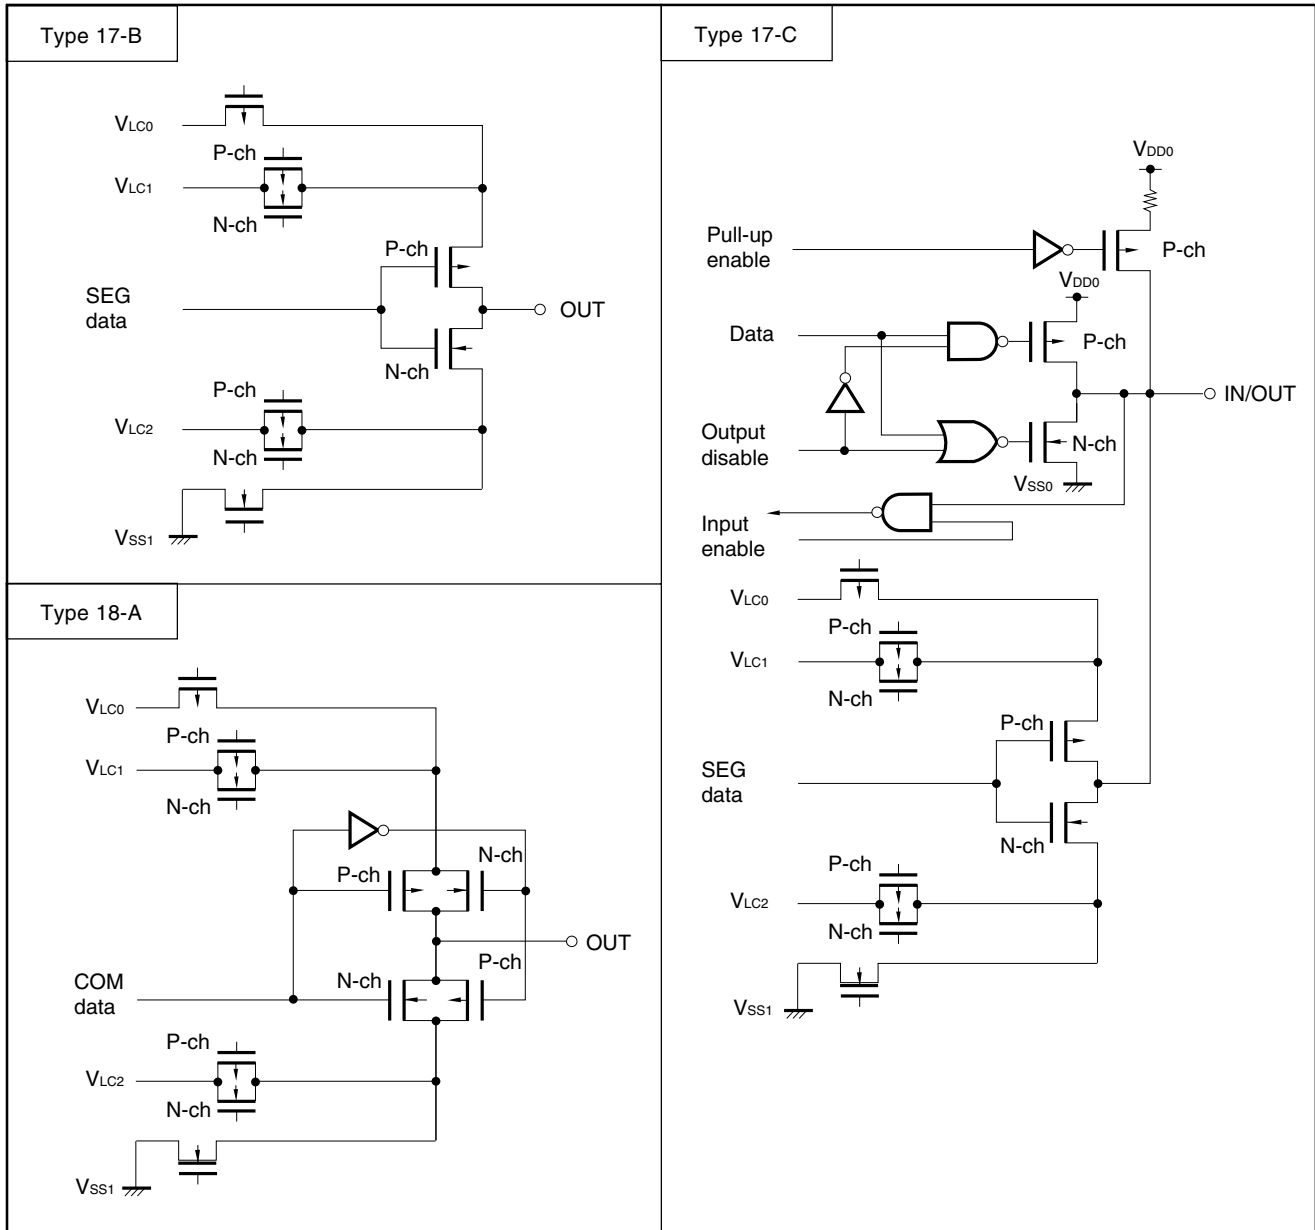 Type 17-B
VLC0
P-ch
VLC1
N-ch
P-ch
SEG
data
OUT
N-ch
P-ch
VLC2
N-ch
VSS1
Type 18-A
VLC0
P-ch
VLC1
N-ch
N-ch
P-ch
OUT
P-ch
N-ch
COM
data
P-ch
VLC2
N-ch
VSS1
Type 17-C
VDD0
Pull-up
enable
P-ch
VDD0
Data
P-ch
IN/OUT
Output
disable
N-ch
VSS0
Input
enable
VLC0
P-ch
VLC1
N-ch
P-ch
SEG
data
N-ch
P-ch
VLC2
N-ch
VSS1